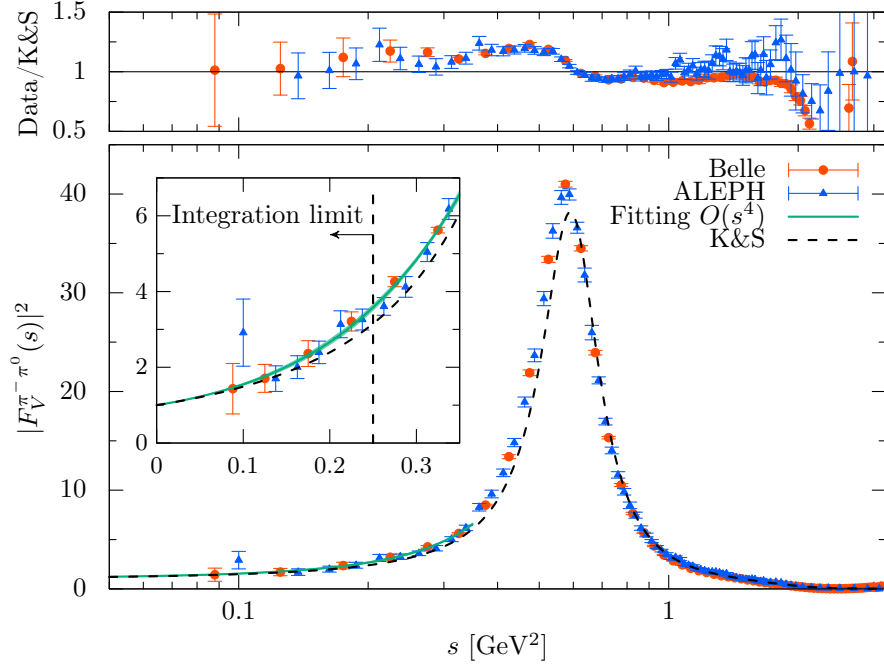 Data/K&S
1.5
1
0.5
|F_V^{π⁻π⁰}(s)|²
40
30
20
10
0
Belle
ALEPH
Fitting O(s⁴)
K&S
Integration limit
6
4
2
0
0
0.1
0.2
0.3
0.1
1
s [GeV²]